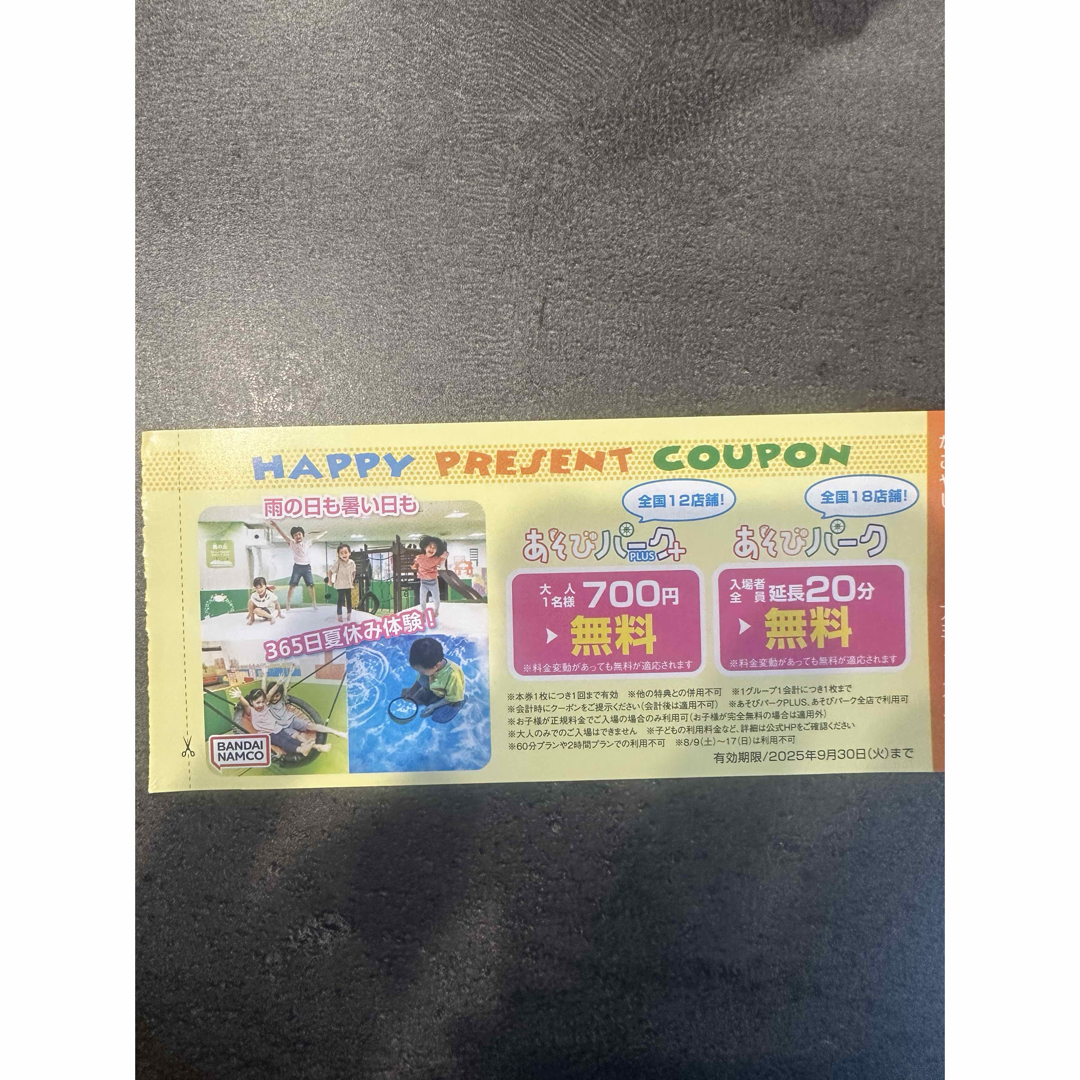 HAPPY PRESENT COUPON
雨の日も暑い日も
365日夏休み体験！
BANDAI
NAMCO
全国12店舗！
あそびパーク+
PLUS
大人
1名様 700円
無料
※料金変動があっても無料が適応されます
全国18店舗！
あそびパーク
入場者
全員 延長20分
無料
※料金変動があっても無料が適応されます
※本券1枚につき1回まで有効 ※他の特典との併用不可 ※1グループ1会計につき1枚まで
※会計時にクーポンをご提示ください(会計後は適用不可) ※あそびパークPLUS、あそびパーク全店で利用可
※お子様が正規料金でご入場の場合のみ利用可(お子様が完全無料の場合は適用外)
※大人のみでのご入場はできません ※子どもの利用料金など、詳細は公式HPをご確認ください
※60分プランや2時間プランでの利用不可 ※8/9(土)～17(日)は利用不可
有効期限/2025年9月30日(火)まで